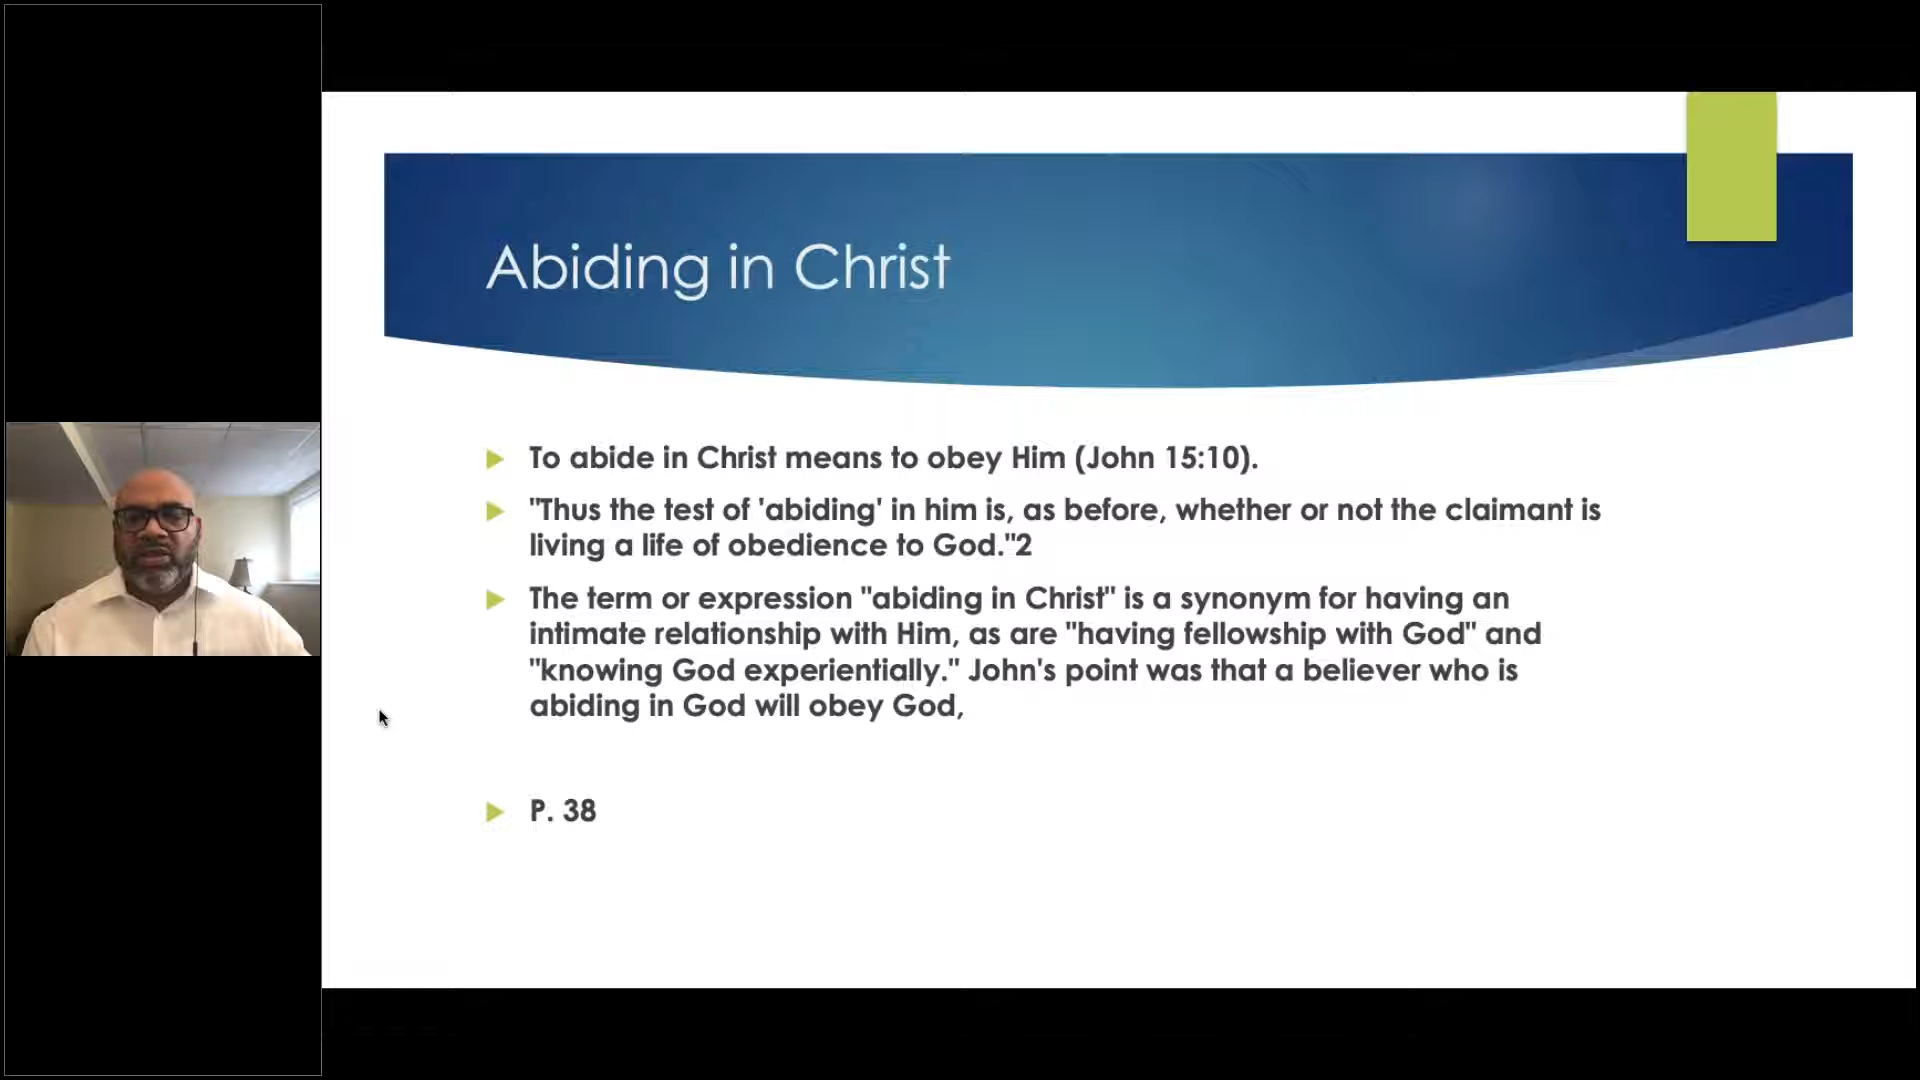 Abiding in Christ
To abide in Christ means to obey Him (John 15:10).
"Thus the test of 'abiding' in him is, as before, whether or not the claimant is
living a life of obedience to God."2
The term or expression "abiding in Christ" is a synonym for having an
intimate relationship with Him, as are "having fellowship with God" and
"knowing God experientially." John's point was that a believer who is
abiding in God will obey God,
P. 38